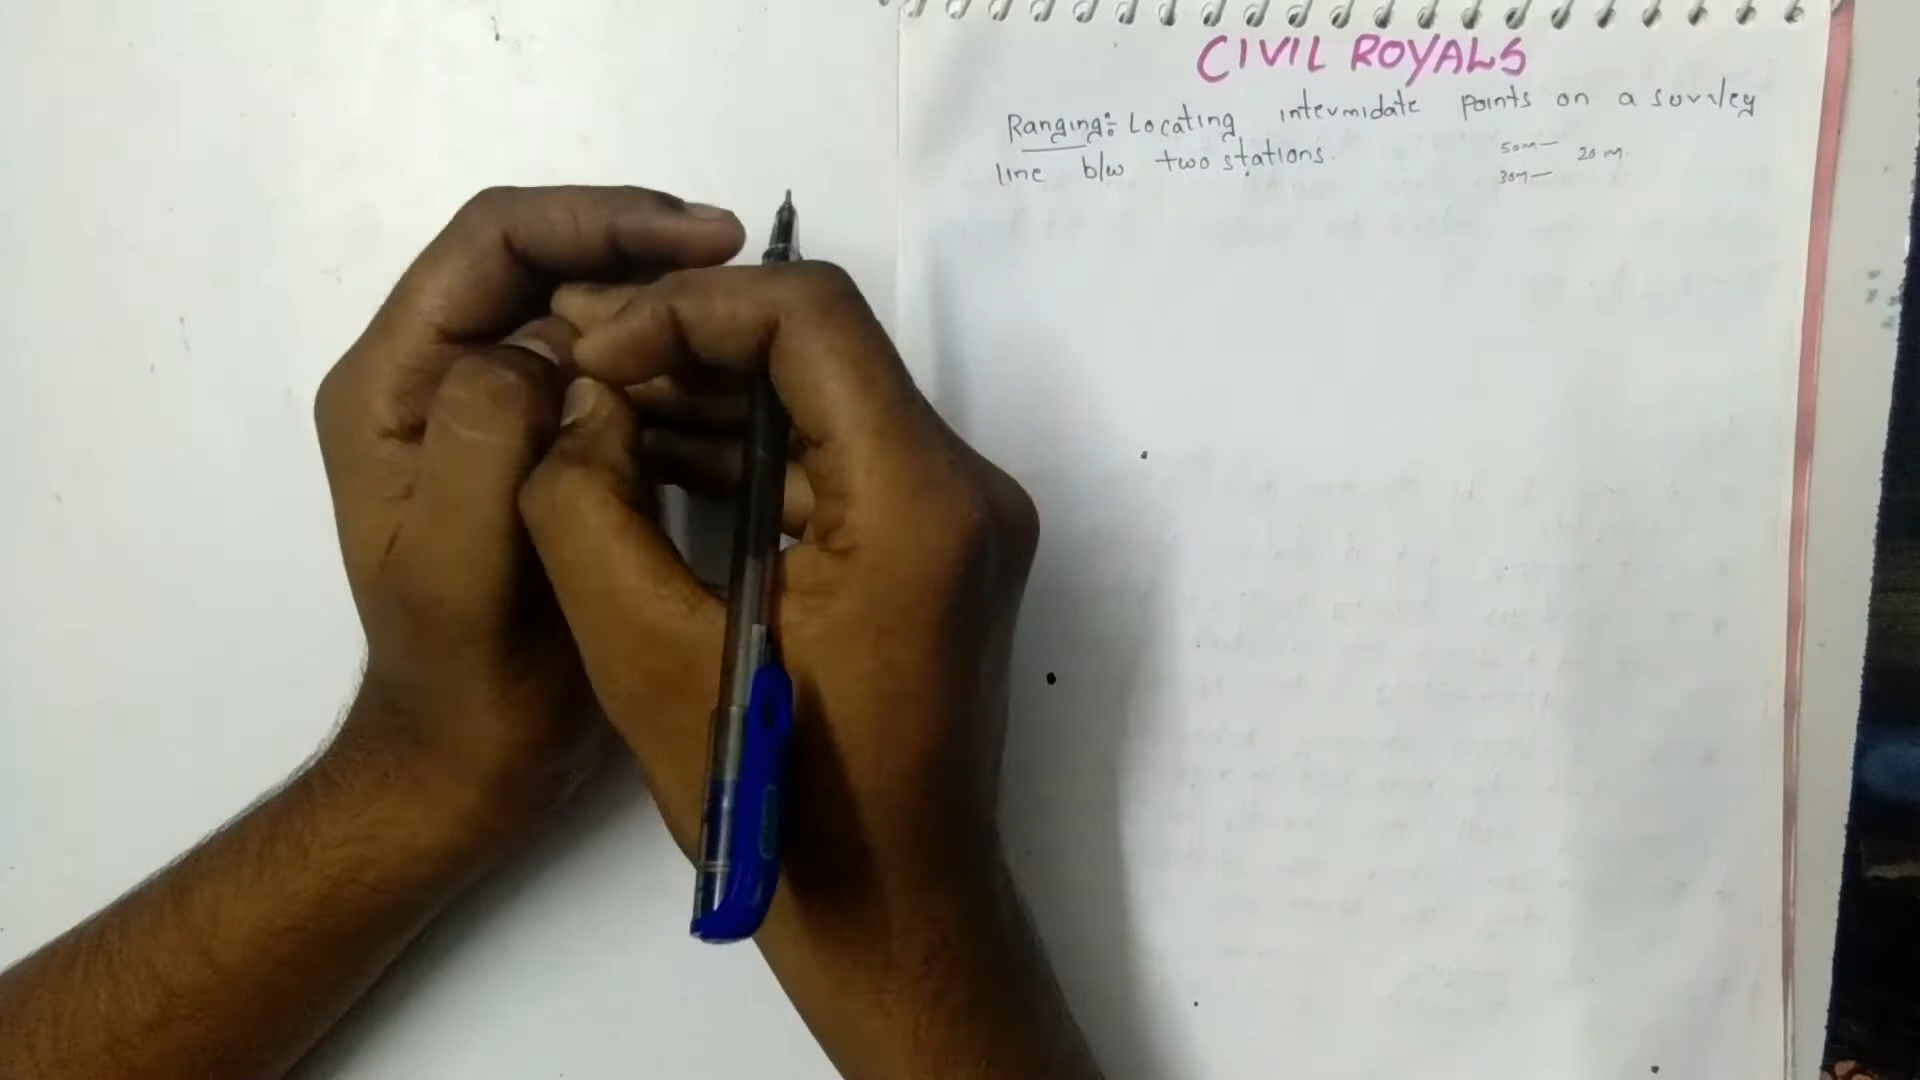 CIVIL ROYALS
Ranging:- Locating intermidate points on a survey
line b/w two stations.
50m—
20 m.
30m—